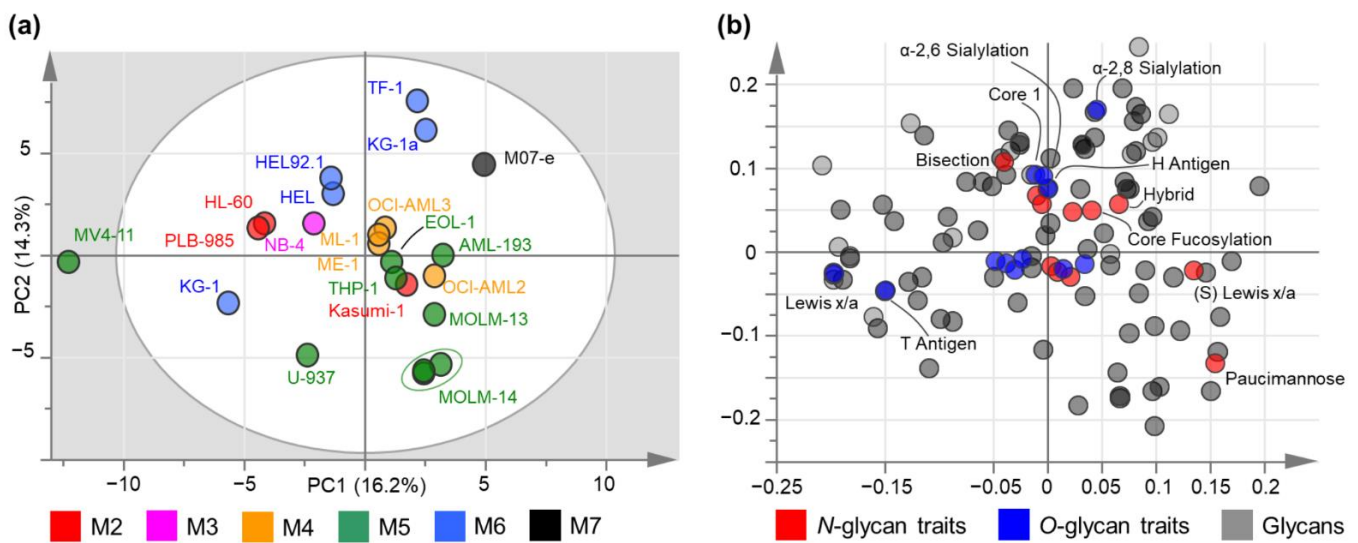 (a)
TF-1
KG-1a
M07-e
HEL92.1
HEL
HL-60
PLB-985
NB-4
OCI-AML3
EOL-1
ML-1
AML-193
ME-1
MV4-11
KG-1
THP-1
OCI-AML2
Kasumi-1
MOLM-13
U-937
MOLM-14
PC2 (14.3%)
5
−5
−10
−5
PC1 (16.2%)
5
10
M2
M3
M4
M5
M6
M7
(b)
α-2,6 Sialylation
α-2,8 Sialylation
Core 1
Bisection
H Antigen
Hybrid
Core Fucosylation
Lewis x/a
(S) Lewis x/a
T Antigen
Paucimannose
0.2
0.1
0
−0.1
−0.2
−0.25
−0.15
−0.05
0
0.05
0.1
0.15
0.2
N-glycan traits
O-glycan traits
Glycans